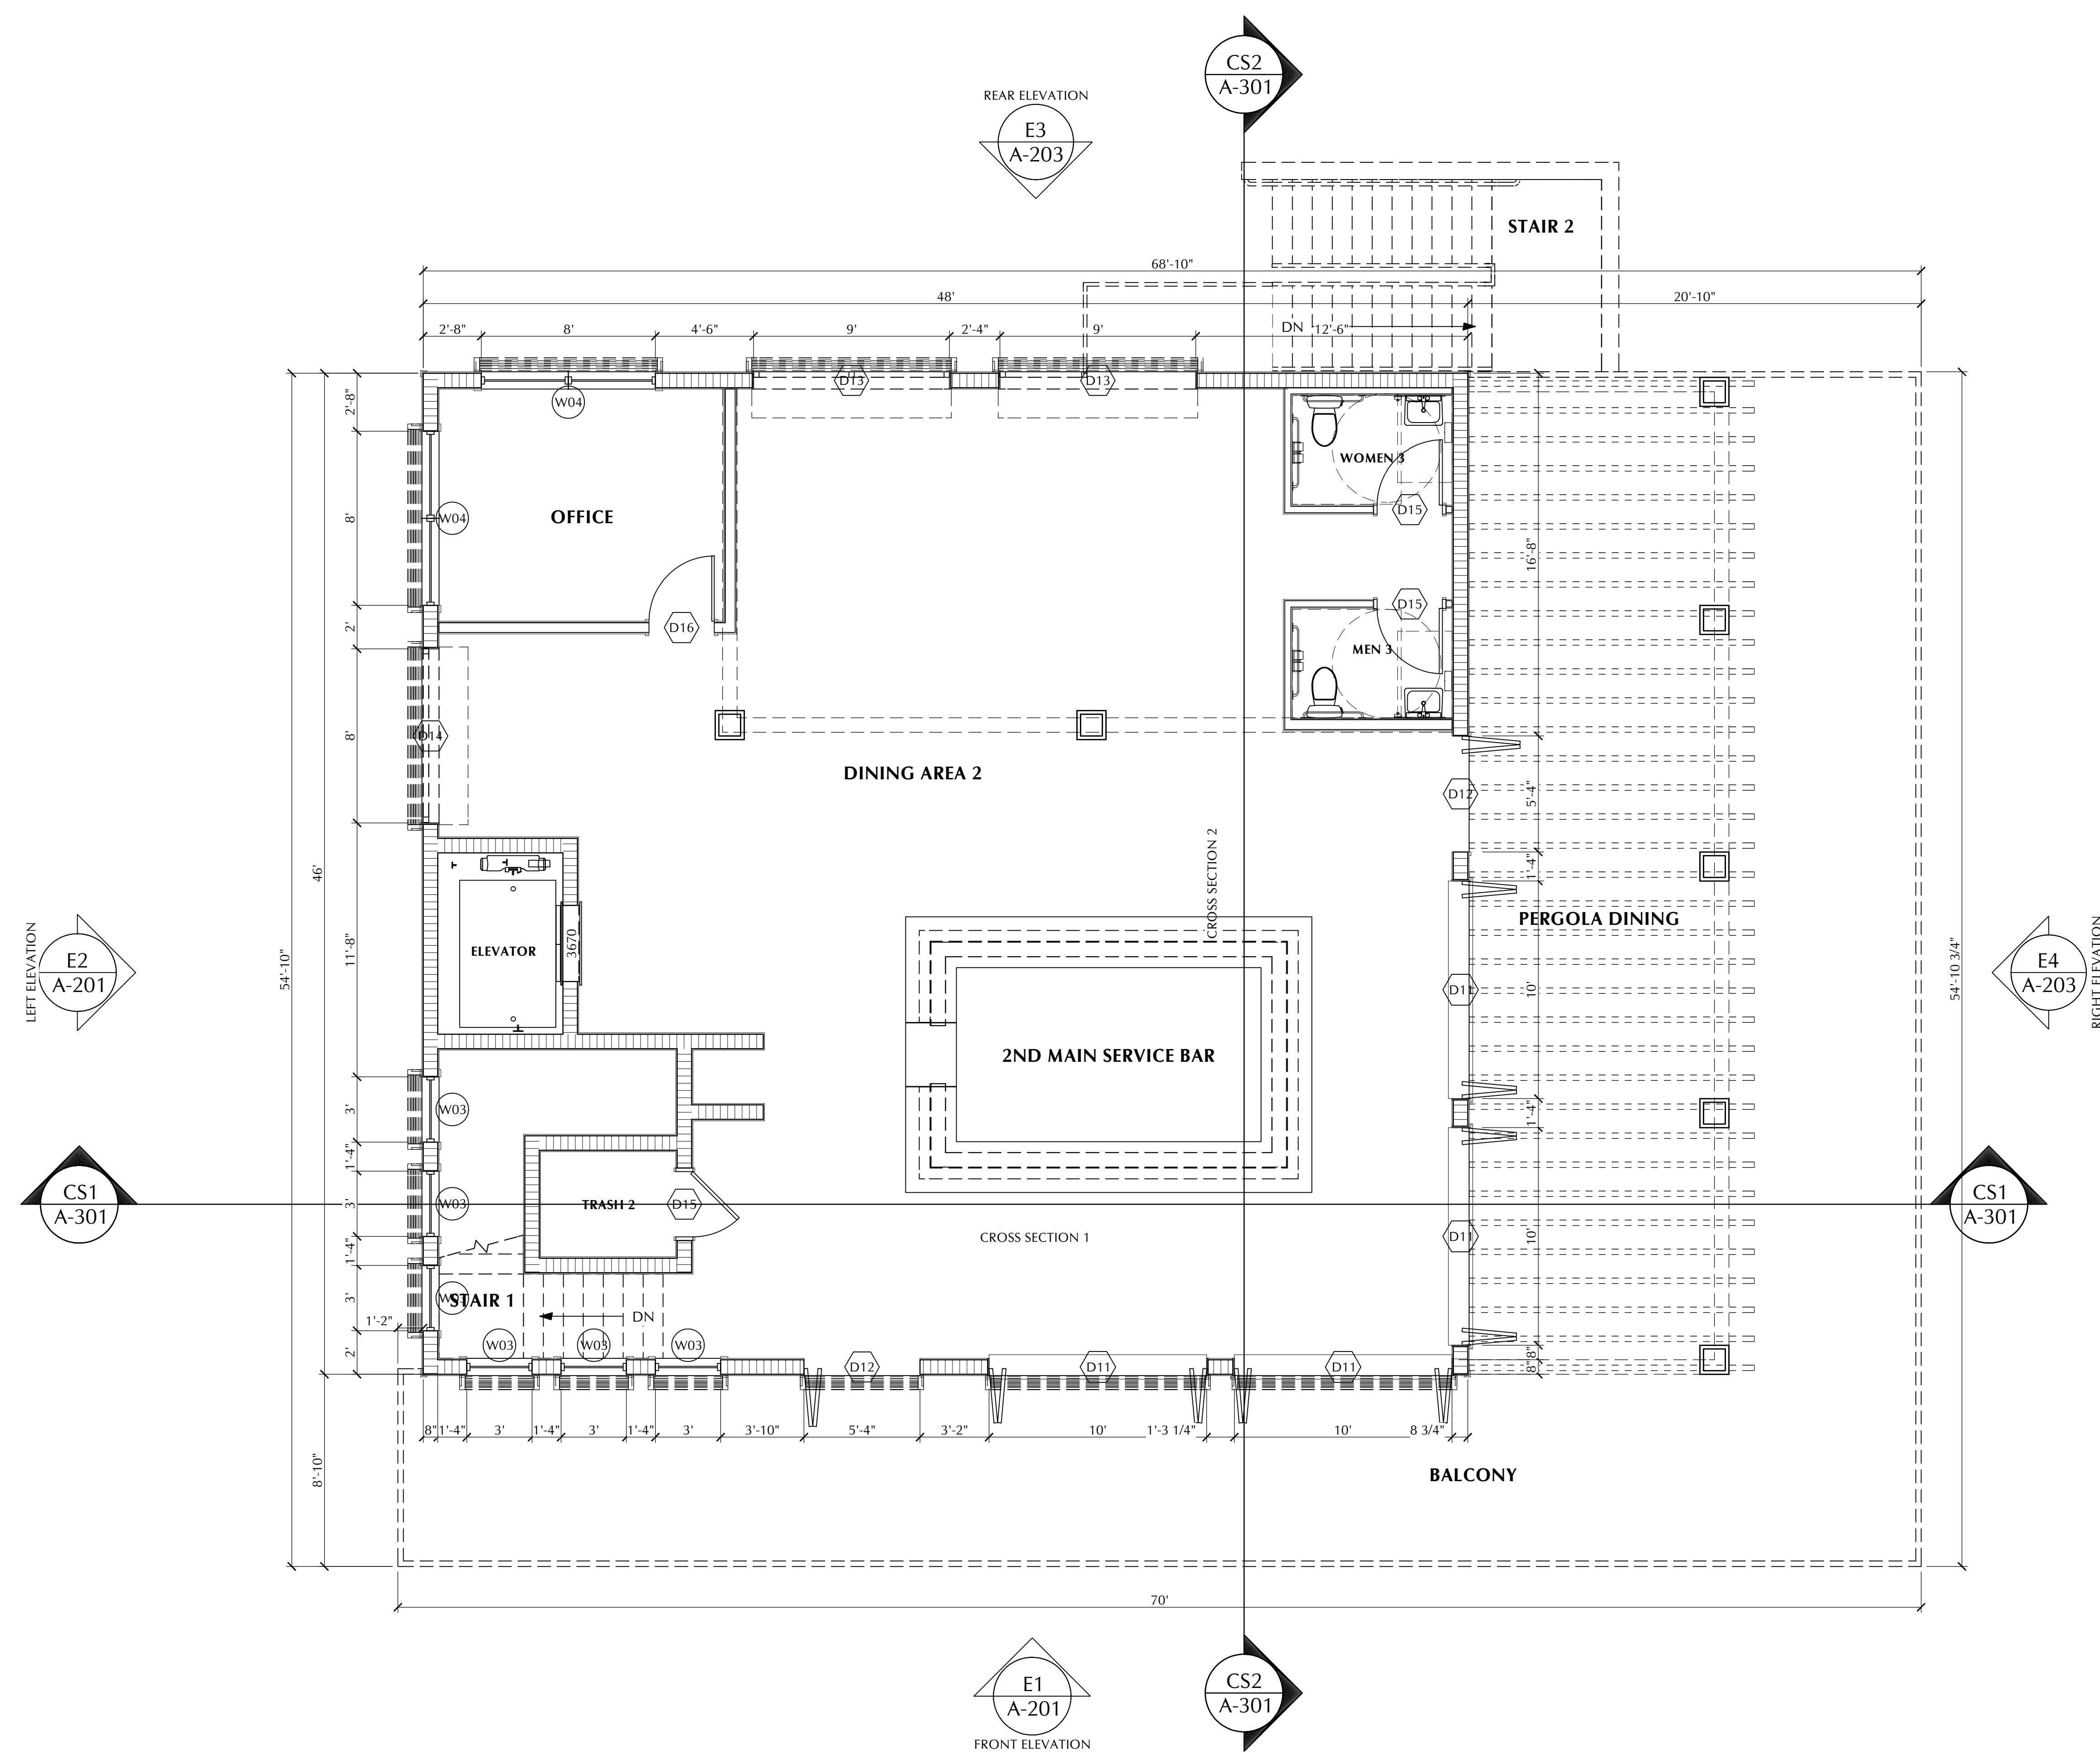 CS2
A-301
REAR ELEVATION
E3
A-203
STAIR 2
68'-10"
48'
20'-10"
2'-8"
8'
4'-6"
9'
2'-4"
9'
DN
12'-6"
D13
D13
W04
2'-8"
8'
2'
8'
11'-8"
3'
1'-4"
3'
1'-4"
3'
2'
46'
54'-10"
8'-10"
1'-2"
W04
OFFICE
D16
D14
WOMEN 3
D15
D15
MEN 3
16'-8"
5'-4"
1'-4"
10'
1'-4"
10'
8"
8"
DINING AREA 2
D12
CROSS SECTION 2
PERGOLA DINING
D11
ELEVATOR
3670
2ND MAIN SERVICE BAR
54'-10 3/4"
LEFT ELEVATION
E2
A-201
E4
A-203
RIGHT ELEVATION
W03
CS1
A-301
W03
TRASH 2
D15
CS1
A-301
CROSS SECTION 1
D11
W03
STAIR 1
DN
W03
W03
W03
D12
D11
D11
8"
1'-4"
3'
1'-4"
3'
1'-4"
3'
3'-10"
5'-4"
3'-2"
10'
1'-3 1/4"
10'
8 3/4"
BALCONY
70'
E1
A-201
FRONT ELEVATION
CS2
A-301